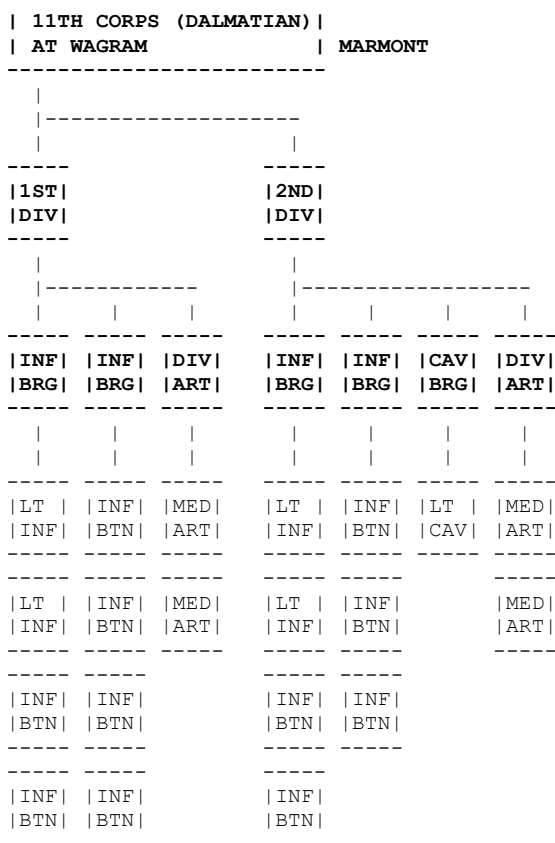 | 11TH CORPS (DALMATIAN)|
| AT WAGRAM             | MARMONT
-------------------------
  |
  |--------------------
  |                   |
-----               -----
|1ST|               |2ND|
|DIV|               |DIV|
-----               -----
  |                   |
  |------------       |------------------
  |     |     |       |     |     |     |
----- ----- -----   ----- ----- ----- -----
|INF| |INF| |DIV|   |INF| |INF| |CAV| |DIV|
|BRG| |BRG| |ART|   |BRG| |BRG| |BRG| |ART|
----- ----- -----   ----- ----- ----- -----
  |     |     |       |     |     |     |
  |     |     |       |     |     |     |
----- ----- -----   ----- ----- ----- -----
|LT | |INF| |MED|   |LT | |INF| |LT | |MED|
|INF| |BTN| |ART|   |INF| |BTN| |CAV| |ART|
----- ----- -----   ----- ----- ----- -----
----- ----- -----   ----- -----       -----
|LT | |INF| |MED|   |LT | |INF|       |MED|
|INF| |BTN| |ART|   |INF| |BTN|       |ART|
----- ----- -----   ----- -----       -----
----- -----         ----- -----
|INF| |INF|         |INF| |INF|
|BTN| |BTN|         |BTN| |BTN|
----- -----         ----- -----
----- -----         -----
|INF| |INF|         |INF|
|BTN| |BTN|         |BTN|